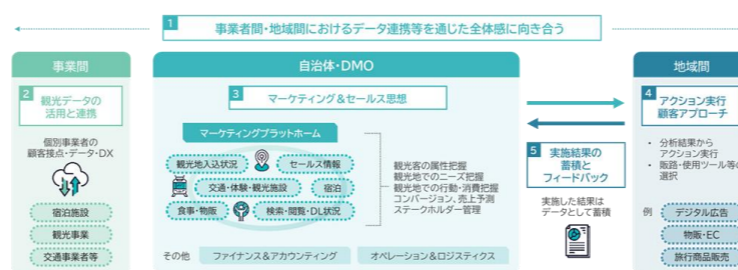 1 事業者間・地域間におけるデータ連携等を通じた全体感に向き合う
事業間
2 観光データの
活用と連携
個別事業者の
顧客接点・データ・DX
宿泊施設
観光事業
交通事業者等
自治体・DMO
3 マーケティング&セールス思想
マーケティングプラットホーム
観光地入込状況
セールス情報
交通・体験・観光施設
宿泊
食事・物販
検索・閲覧・DL状況
観光客の属性把握
観光地でのニーズ把握
観光地での行動・消費把握
コンバージョン,売上予測
ステークホルダー管理
その他
ファイナンス&アカウンティング
オペレーション&ロジスティクス
5 実施結果の
蓄積と
フィードバック
実施した結果は
データとして蓄積
地域間
4 アクション実行
顧客アプローチ
・ 分析結果から
アクション実行
・ 販路・使用ツール等の
選択
例
デジタル広告
物販・EC
旅行商品販売